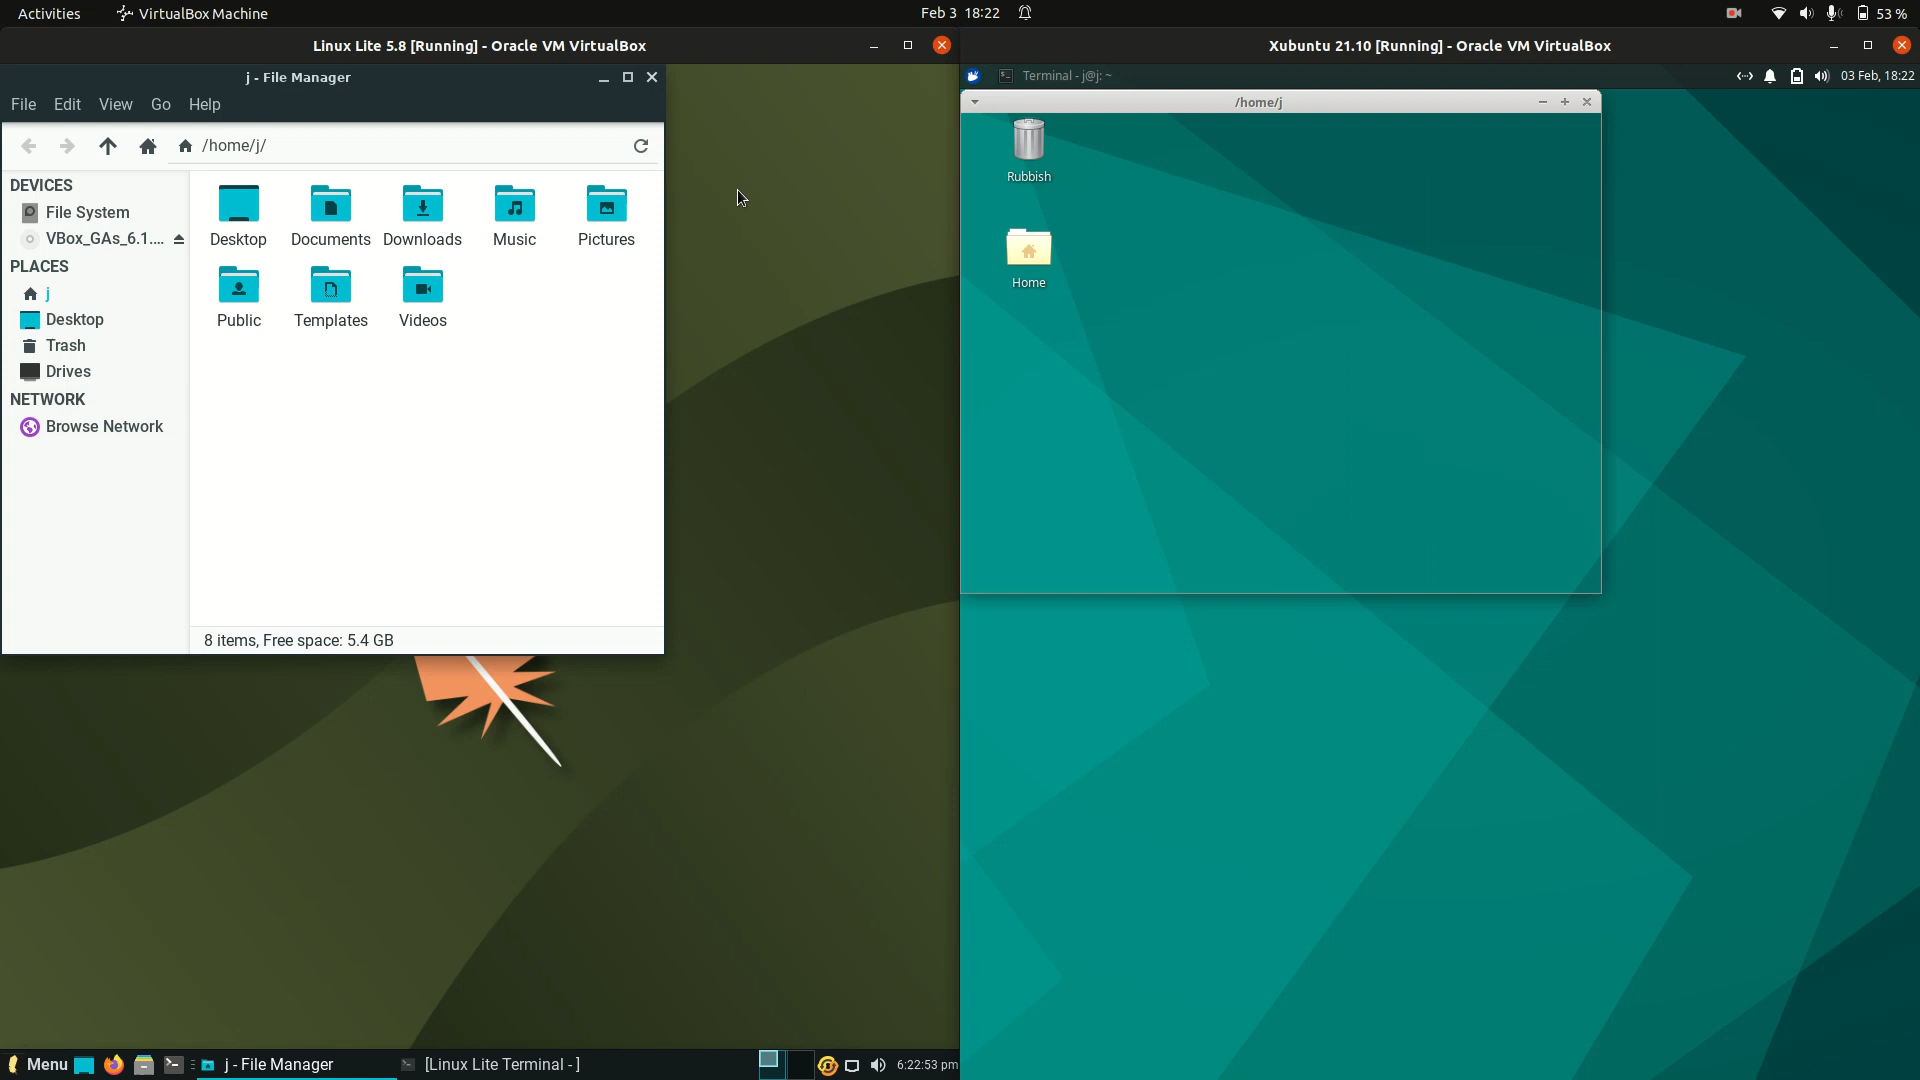 Activities
VirtualBox Machine
Feb 3 18:22
53 %
Linux Lite 5.8 [Running] - Oracle VM VirtualBox
Xubuntu 21.10 [Running] - Oracle VM VirtualBox
j - File Manager
File Edit View Go Help
/home/j/
DEVICES
File System
VBox_GAs_6.1....
PLACES
j
Desktop
Trash
Drives
NETWORK
Browse Network
Desktop
Documents
Downloads
Music
Pictures
Public
Templates
Videos
8 items, Free space: 5.4 GB
Menu
j - File Manager
[Linux Lite Terminal - ]
6:22:53 pm
Terminal - j@j: ~
03 Feb, 18:22
/home/j
Rubbish
Home